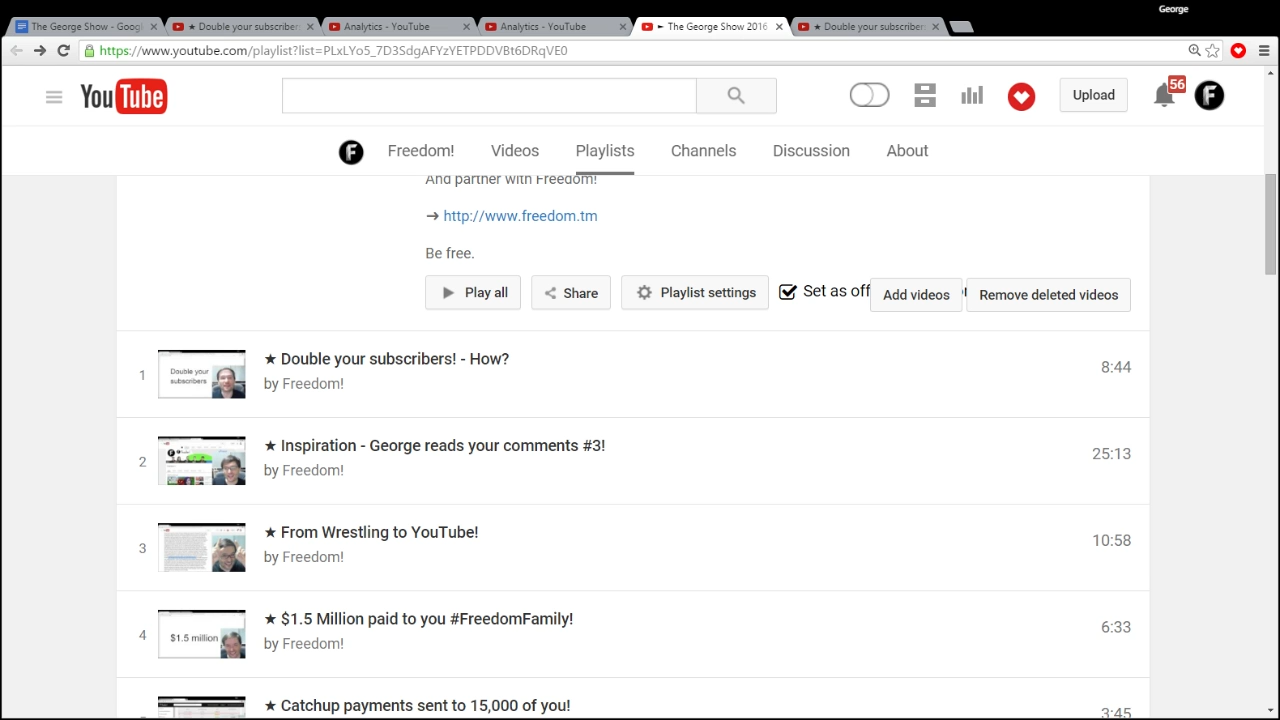 George
The George Show - Googl
★ Double your subscribers
Analytics - YouTube
Analytics - YouTube
► The George Show 2016
★ Double your subscribers
https://www.youtube.com/playlist?list=PLxLYo5_7D3SdgAFYzYETPDDVBt6DRqVE0
YouTube
Upload
56
F
F
Freedom!
Videos
Playlists
Channels
Discussion
About
And partner with Freedom!
→ http://www.freedom.tm
Be free.
Play all
Share
Playlist settings
Set as off
Add videos
Remove deleted videos
1
Double your
subscribers
★ Double your subscribers! - How?
by Freedom!
8:44
2
★ Inspiration - George reads your comments #3!
by Freedom!
25:13
3
★ From Wrestling to YouTube!
by Freedom!
10:58
4
$1.5 million
★ $1.5 Million paid to you #FreedomFamily!
by Freedom!
6:33
★ Catchup payments sent to 15,000 of you!
3:45